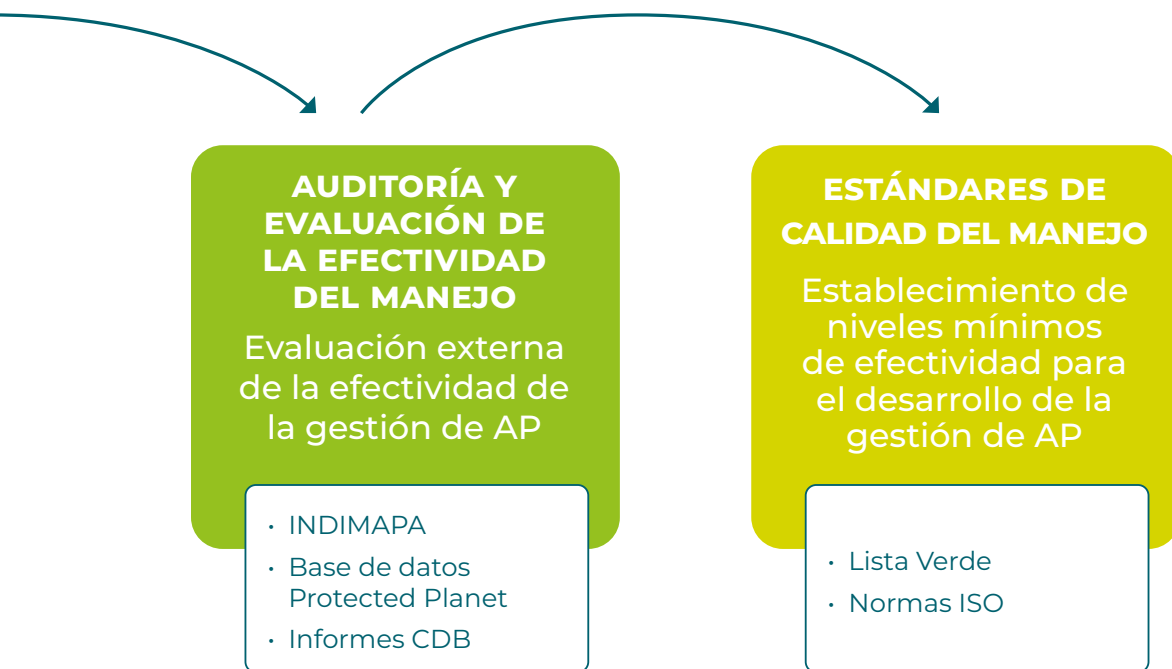 AUDITORÍA Y
EVALUACIÓN DE
LA EFECTIVIDAD
DEL MANEJO
Evaluación externa
de la efectividad de
la gestión de AP
· INDIMAPA
· Base de datos
Protected Planet
· Informes CDB
ESTÁNDARES DE
CALIDAD DEL MANEJO
Establecimiento de
niveles mínimos
de efectividad para
el desarrollo de la
gestión de AP
· Lista Verde
· Normas ISO